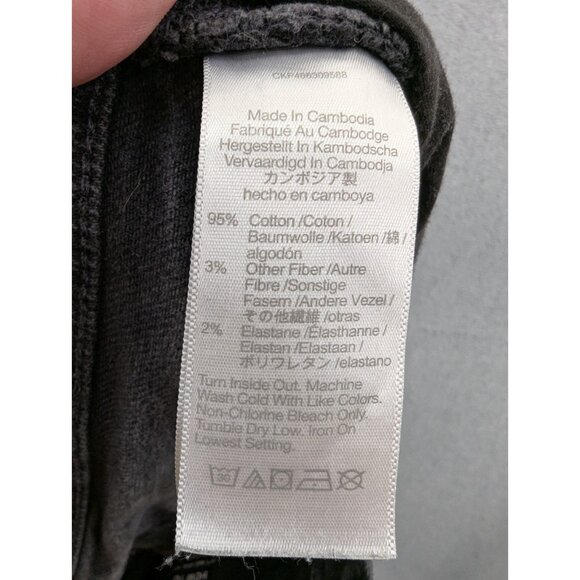 CKP466309588
Made In Cambodia
Fabriqué Au Cambodge
Hergestellt In Kambodscha
Vervaardigd In Cambodja
カンボジア製
hecho en camboya
95% Cotton /Coton/
Baumwolle /Katoen /綿/
algodón
3% Other Fiber /Autre
Fibre /Sonstige
Fasern /Andere Vezel /
その他繊維 /otras
2% Elastane /Élasthanne /
Elastan /Elastaan /
ポリウレタン /elastano
Turn Inside Out. Machine
Wash Cold With Like Colors.
Non-Chlorine Bleach Only.
Tumble Dry Low. Iron On
Lowest Setting.
30